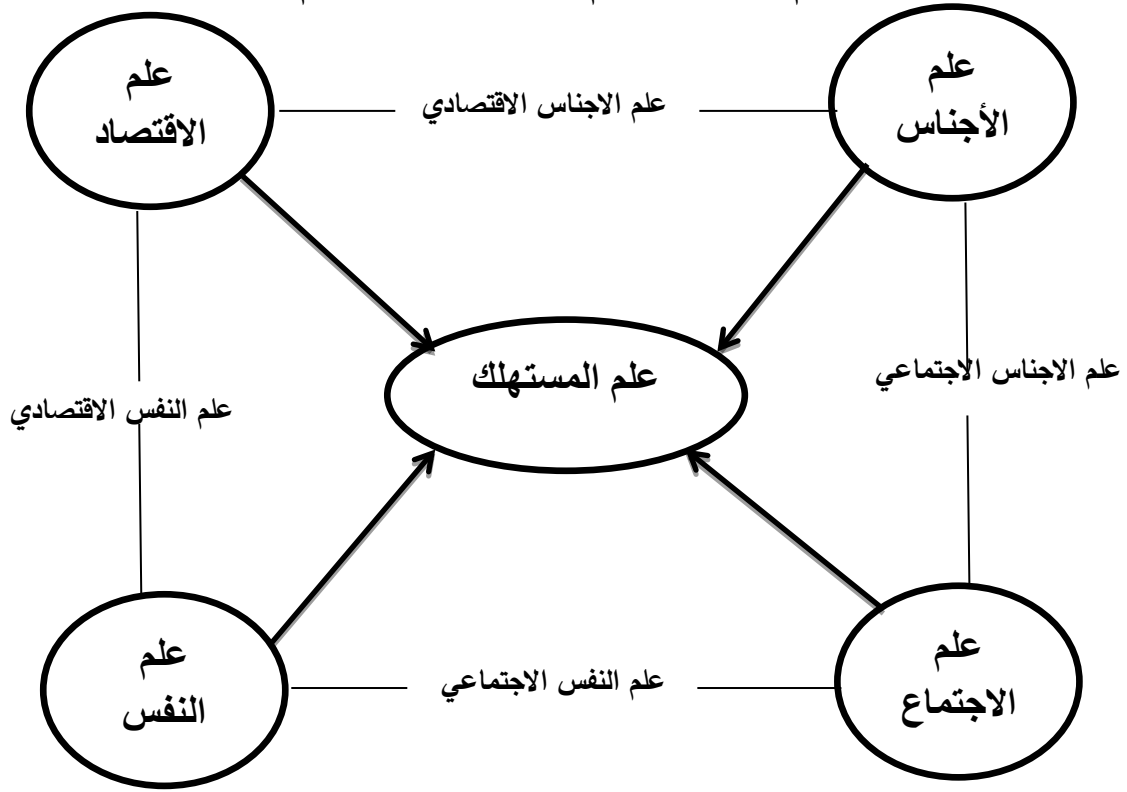 علم
الأجناس
علم الاجناس الاقتصادي
علم
الاقتصاد
علم المستهلك
علم الاجناس الاجتماعي
علم النفس الاقتصادي
علم
الاجتماع
علم النفس الاجتماعي
علم
النفس